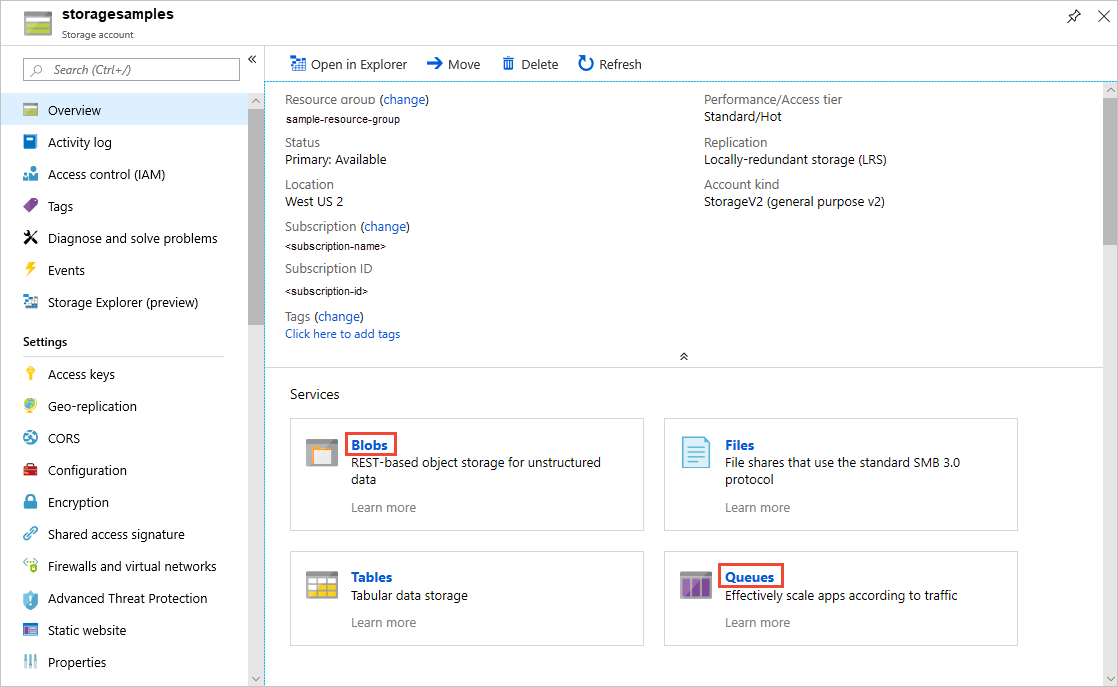 storagesamples
Storage account
Search (Ctrl+/)
Overview
Activity log
Access control (IAM)
Tags
Diagnose and solve problems
Events
Storage Explorer (preview)
Settings
Access keys
Geo-replication
CORS
Configuration
Encryption
Shared access signature
Firewalls and virtual networks
Advanced Threat Protection
Static website
Properties
Open in Explorer
Move
Delete
Refresh
Resource group (change)
sample-resource-group
Status
Primary: Available
Location
West US 2
Subscription (change)
<subscription-name>
Subscription ID
<subscription-id>
Tags (change)
Click here to add tags
Performance/Access tier
Standard/Hot
Replication
Locally-redundant storage (LRS)
Account kind
StorageV2 (general purpose v2)
Services
Blobs
REST-based object storage for unstructured
data
Learn more
Files
File shares that use the standard SMB 3.0
protocol
Learn more
Tables
Tabular data storage
Learn more
Queues
Effectively scale apps according to traffic
Learn more